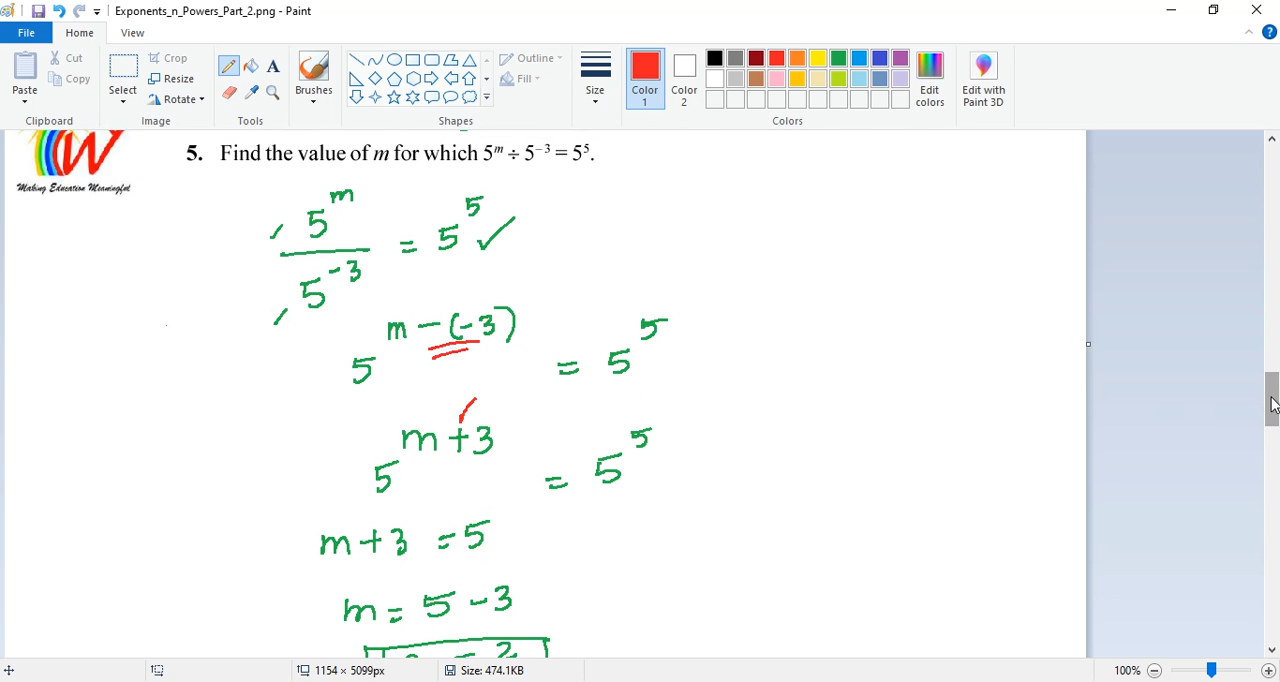 Exponents_n_Powers_Part_2.png - Paint
File Home View
Paste Cut Copy Select Crop Resize Rotate Brushes Outline Fill Size Color 1 Color 2 Edit colors Edit with Paint 3D
Clipboard Image Tools Shapes Colors
Making Education Meaningful
5. Find the value of m for which 5^m ÷ 5^-3 = 5^5.
5^m / 5^-3 = 5^5 ✓
5^m-(-3) = 5^5
5^m+3 = 5^5
m+3 = 5
m = 5-3
1154 × 5099px Size: 474.1KB 100%